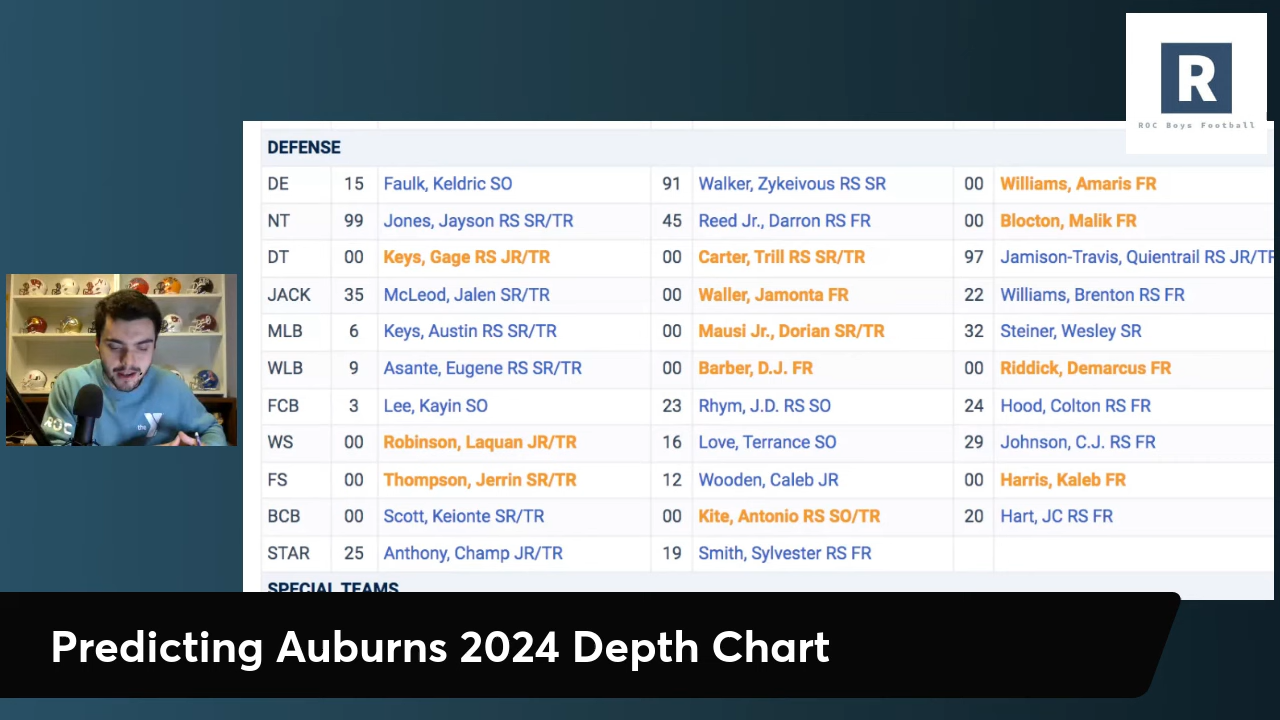 R
ROC Boys Football
DEFENSE
DE 15 Faulk, Keldric SO 91 Walker, Zykeivous RS SR 00 Williams, Amaris FR
NT 99 Jones, Jayson RS SR/TR 45 Reed Jr., Darron RS FR 00 Blocton, Malik FR
DT 00 Keys, Gage RS JR/TR 00 Carter, Trill RS SR/TR 97 Jamison-Travis, Quientrail RS JR/TR
JACK 35 McLeod, Jalen SR/TR 00 Waller, Jamonta FR 22 Williams, Brenton RS FR
MLB 6 Keys, Austin RS SR/TR 00 Mausi Jr., Dorian SR/TR 32 Steiner, Wesley SR
WLB 9 Asante, Eugene RS SR/TR 00 Barber, D.J. FR 00 Riddick, Demarcus FR
FCB 3 Lee, Kayin SO 23 Rhym, J.D. RS SO 24 Hood, Colton RS FR
WS 00 Robinson, Laquan JR/TR 16 Love, Terrance SO 29 Johnson, C.J. RS FR
FS 00 Thompson, Jerrin SR/TR 12 Wooden, Caleb JR 00 Harris, Kaleb FR
BCB 00 Scott, Keionte SR/TR 00 Kite, Antonio RS SO/TR 20 Hart, JC RS FR
STAR 25 Anthony, Champ JR/TR 19 Smith, Sylvester RS FR
SPECIAL TEAMS
ROC
the Y
Predicting Auburns 2024 Depth Chart